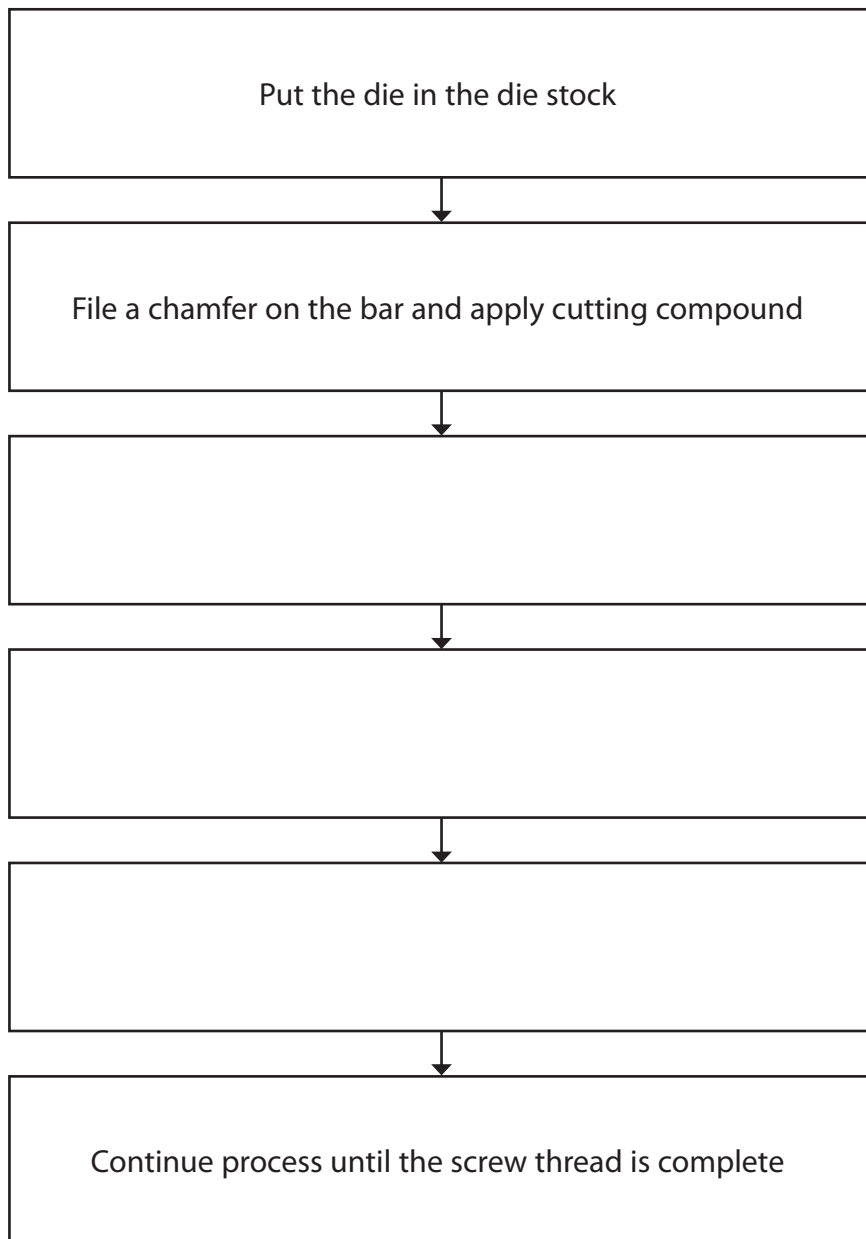 Put the die in the die stock
File a chamfer on the bar and apply cutting compound
Continue process until the screw thread is complete